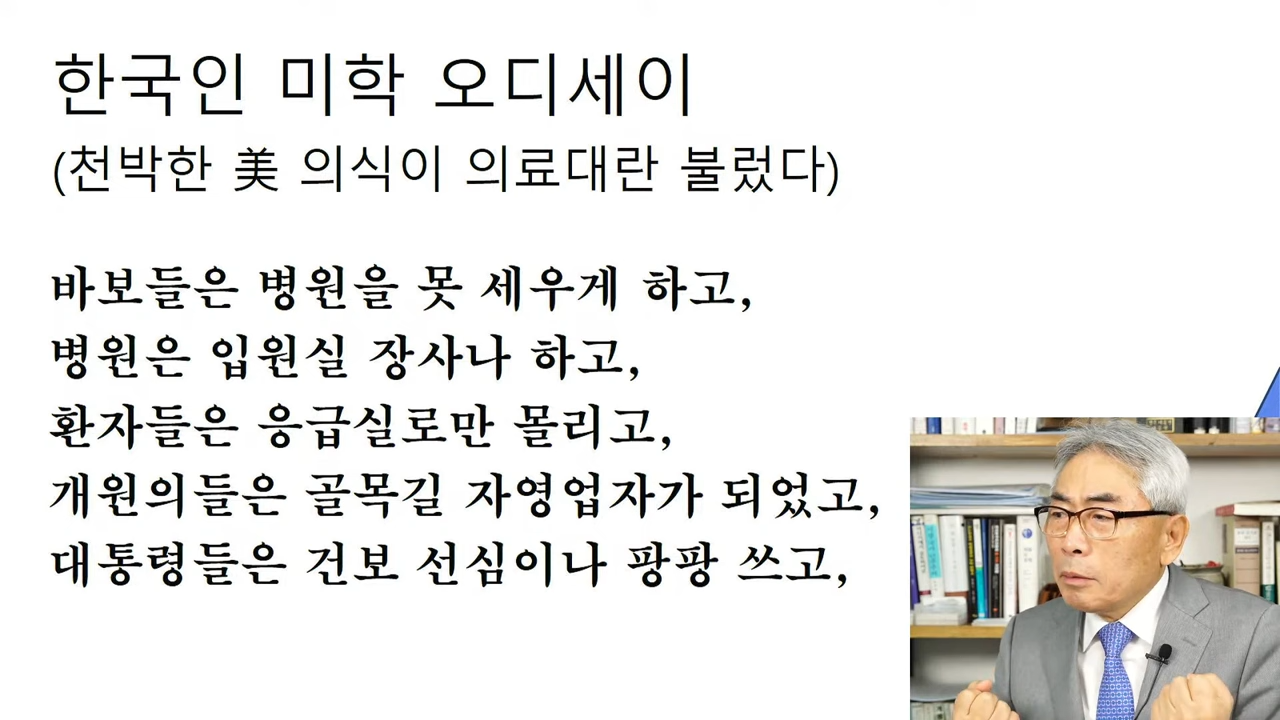 한국인 미학 오디세이
(천박한 美 의식이 의료대란 불렀다)
바보들은 병원을 못 세우게 하고,
병원은 입원실 장사나 하고,
환자들은 응급실로만 몰리고,
개원의들은 골목길 자영업자가 되었고,
대통령들은 건보 선심이나 팡팡 쓰고,